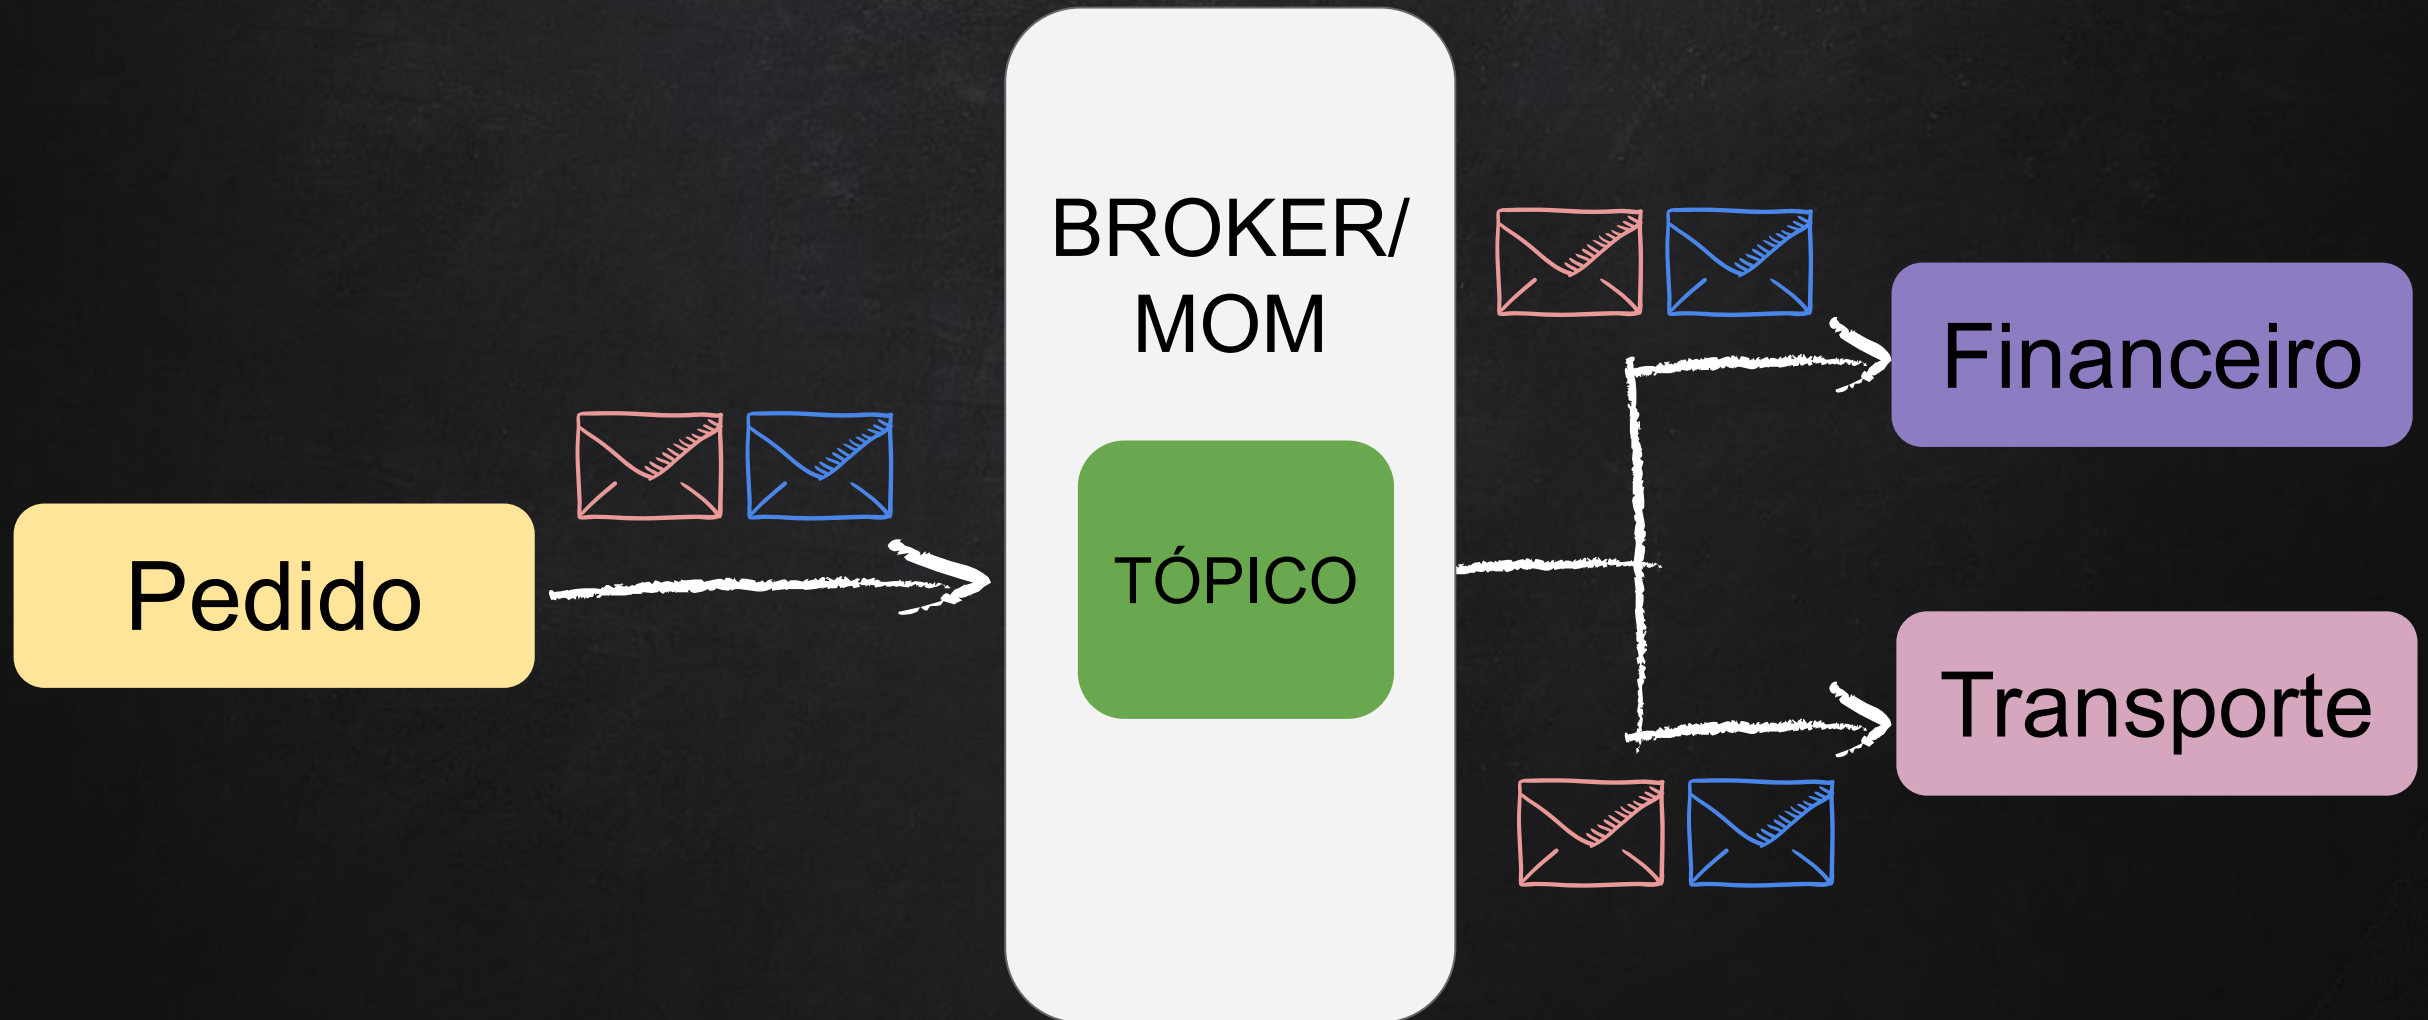 Pedido
BROKER/
MOM
TÓPICO
Financeiro
Transporte